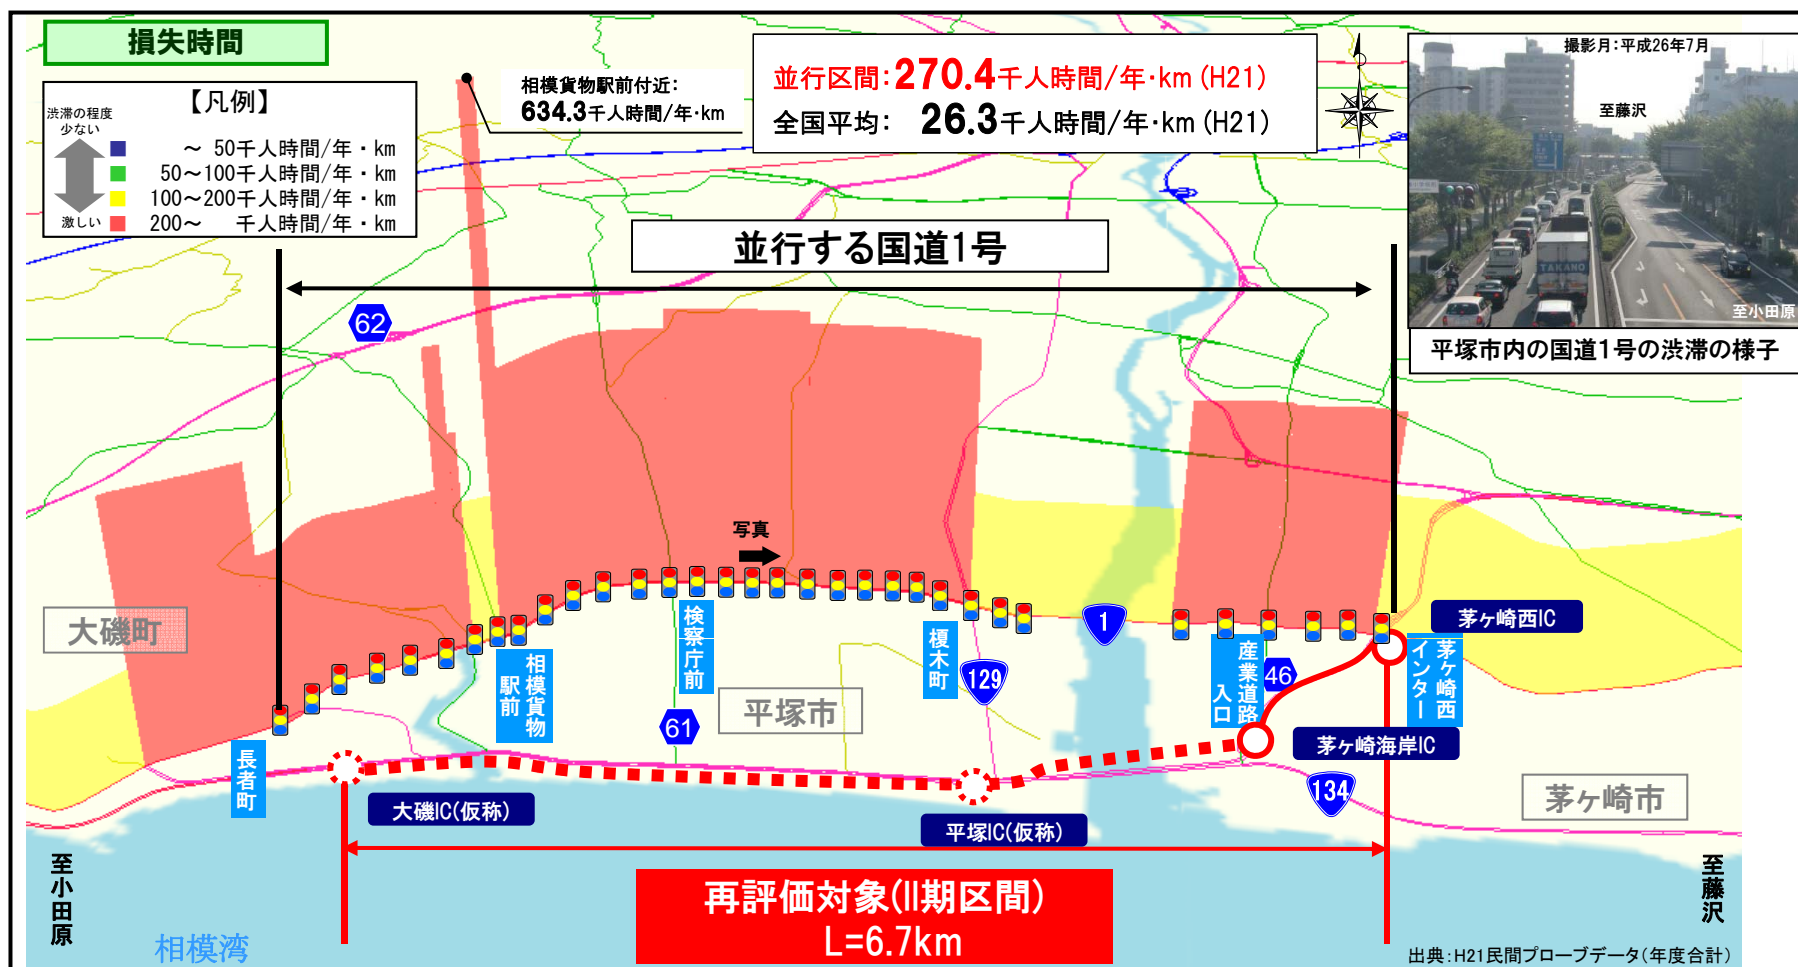 損失時間
【凡例】
渋滞の程度
少ない
激しい
～ 50千人時間/年・km
50～100千人時間/年・km
100～200千人時間/年・km
200～ 千人時間/年・km
相模貨物駅前付近：
634.3千人時間/年・km
並行区間：270.4千人時間/年・km (H21)
全国平均： 26.3千人時間/年・km (H21)
撮影月：平成26年7月
至藤沢
至小田原
平塚市内の国道1号の渋滞の様子
並行する国道1号
62
写真
大磯町
平塚市
茅ヶ崎市
長者町
相模貨物
駅前
検察庁前
榎木町
産業道路
入口
茅ヶ崎西
インター
1
129
61
46
134
茅ヶ崎西IC
茅ヶ崎海岸IC
大磯IC(仮称)
平塚IC(仮称)
再評価対象(Ⅱ期区間)
L=6.7km
至小田原
至藤沢
相模湾
出典：H21民間プローブデータ（年度合計）
TAKANO